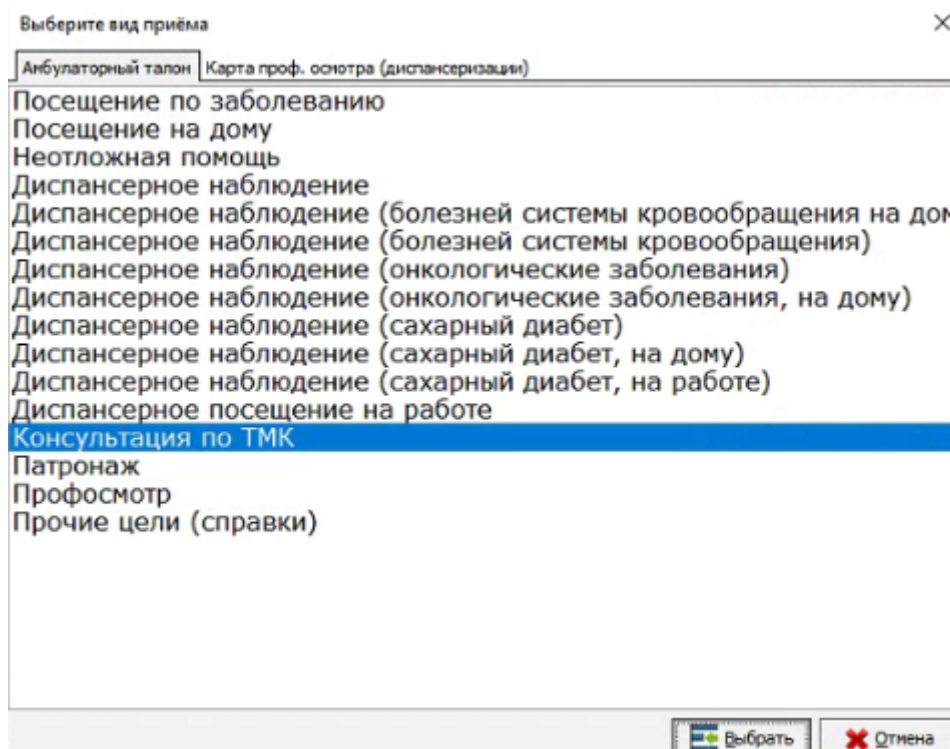 Выберите вид приёма
Амбулаторный талон Карта проф. осмотра (диспансеризации)
Посещение по заболеванию
Посещение на дому
Неотложная помощь
Диспансерное наблюдение
Диспансерное наблюдение (болезней системы кровообращения на дом
Диспансерное наблюдение (болезней системы кровообращения)
Диспансерное наблюдение (онкологические заболевания)
Диспансерное наблюдение (онкологические заболевания, на дому)
Диспансерное наблюдение (сахарный диабет)
Диспансерное наблюдение (сахарный диабет, на дому)
Диспансерное наблюдение (сахарный диабет, на работе)
Диспансерное посещение на работе
Консультация по ТМК
Патронаж
Профосмотр
Прочие цели (справки)
Выбрать Отмена